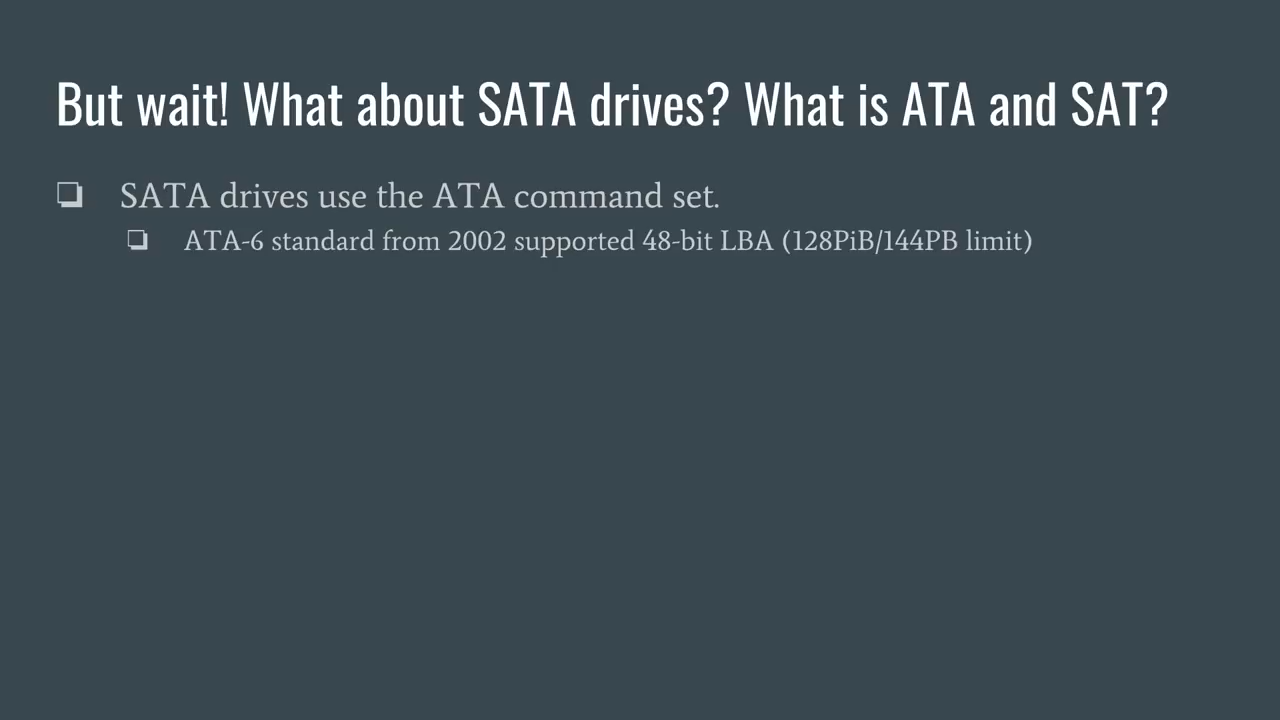 But wait! What about SATA drives? What is ATA and SAT?
❏ SATA drives use the ATA command set.
❏ ATA-6 standard from 2002 supported 48-bit LBA (128PiB/144PB limit)